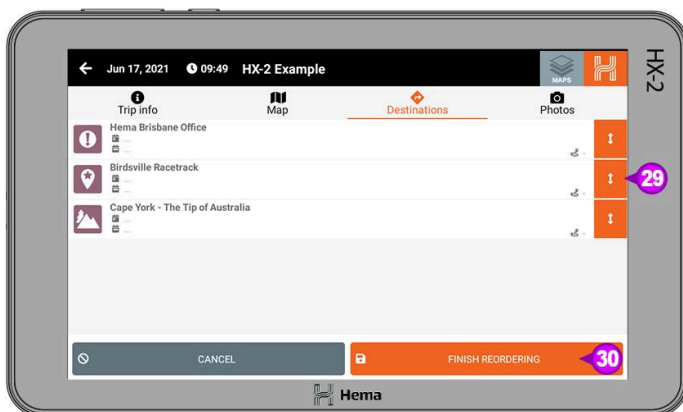 HX-2
Jun 17, 2021 09:49 HX-2 Example
MAPS
Trip info Map Destinations Photos
Hema Brisbane Office
...
...
-
Birdsville Racetrack
...
...
-
29
Cape York - The Tip of Australia
...
...
-
CANCEL FINISH REORDERING 30
Hema